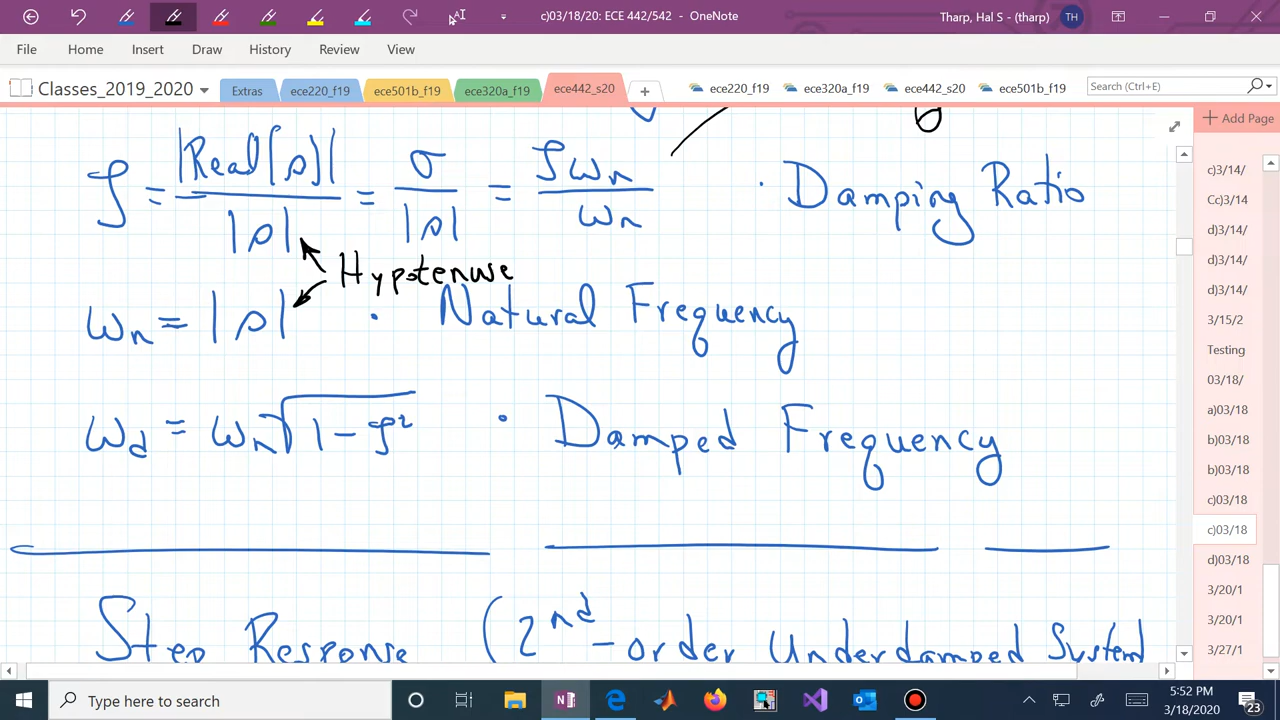 c)03/18/20: ECE 442/542 - OneNote
Tharp, Hal S - (tharp) TH
File Home Insert Draw History Review View
Classes_2019_2020 Extras ece220_f19 ece501b_f19 ece320a_f19 ece442_s20 + ece220_f19 ece320a_f19 ece442_s20 ece501b_f19 Search (Ctrl+E)
Add Page
c)3/14/
Cc)3/14
d)3/14/
d)3/14/
d)3/14/
3/15/2
Testing
03/18/
a)03/18
b)03/18
b)03/18
c)03/18
c)03/18
d)03/18
3/20/1
3/20/1
3/27/1
ζ = |Real[s]| / |s| = σ / |s| = ζωn / ωn · Damping Ratio
Hypotenuse
ωn = |s| · Natural Frequency
ωd = ωn√(1-ζ²) · Damped Frequency
Step Response (2nd-order Underdamped System
Type here to search
5:52 PM
3/18/2020
23